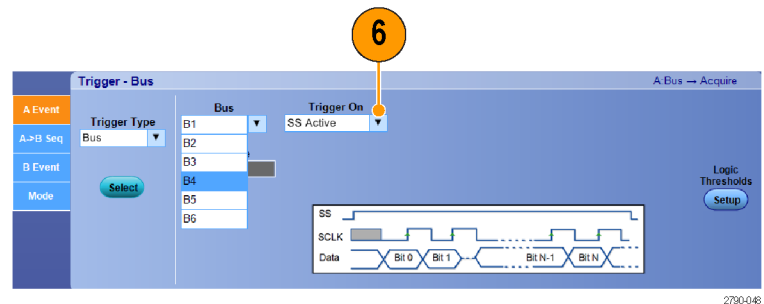 6
Trigger - Bus
A Bus → Acquire
A Event
A->B Seq
B Event
Mode
Trigger Type
Bus
Select
Bus
B1
B2
B3
B4
B5
B6
Trigger On
SS Active
Logic
Thresholds
Setup
SS
SCLK
Data
Bit 0
Bit 1
Bit N-1
Bit N
2790-048